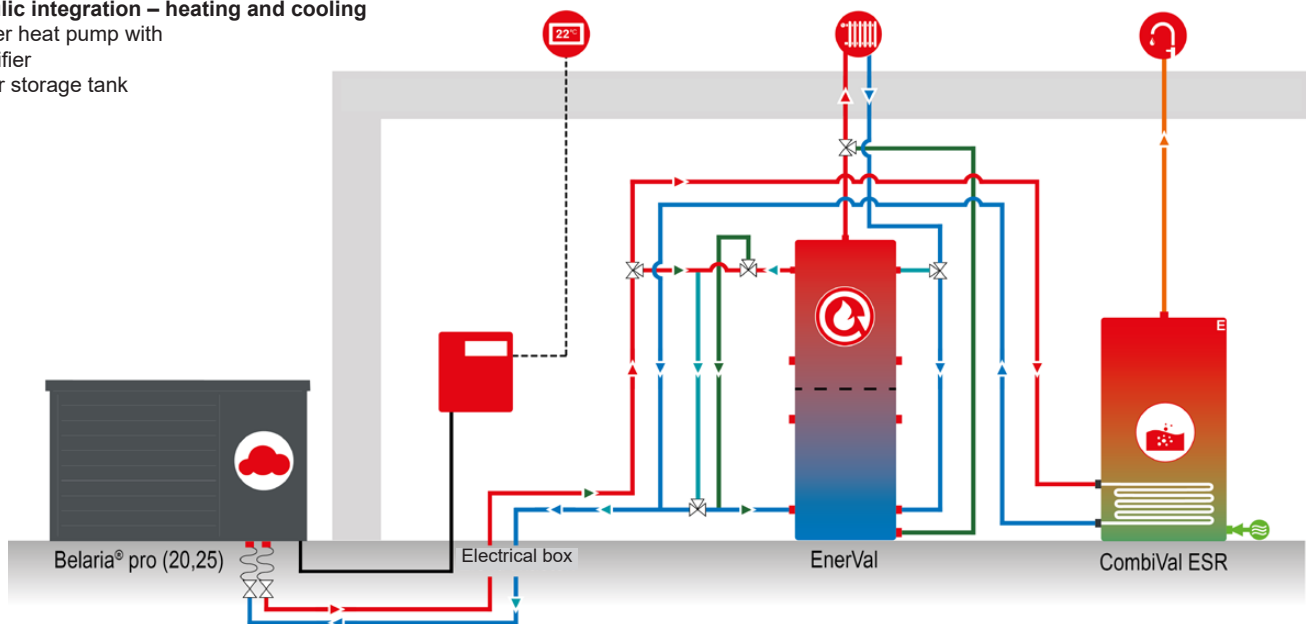 ulic integration – heating and cooling
er heat pump with
ifier
r storage tank
22°C
E
Electrical box
Belaria® pro (20,25)
EnerVal
CombiVal ESR